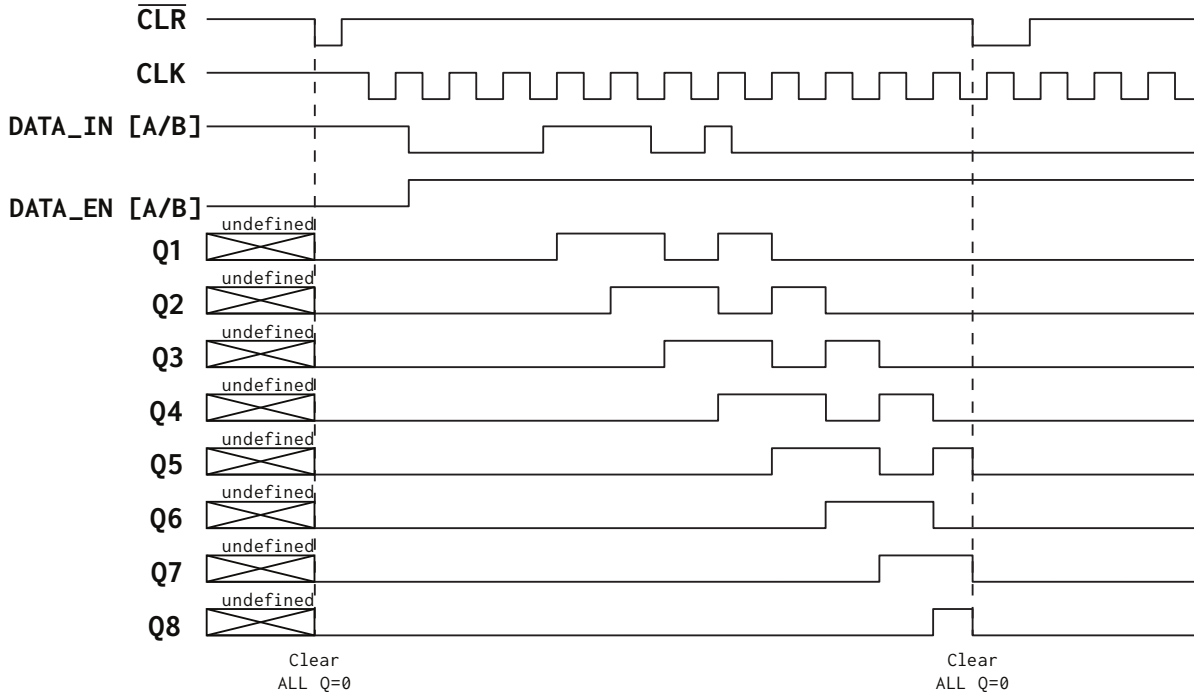 CLR
CLK
DATA_IN [A/B]
DATA_EN [A/B]
undefined
Q1
undefined
Q2
undefined
Q3
undefined
Q4
undefined
Q5
undefined
Q6
undefined
Q7
undefined
Q8
Clear
ALL Q=0
Clear
ALL Q=0